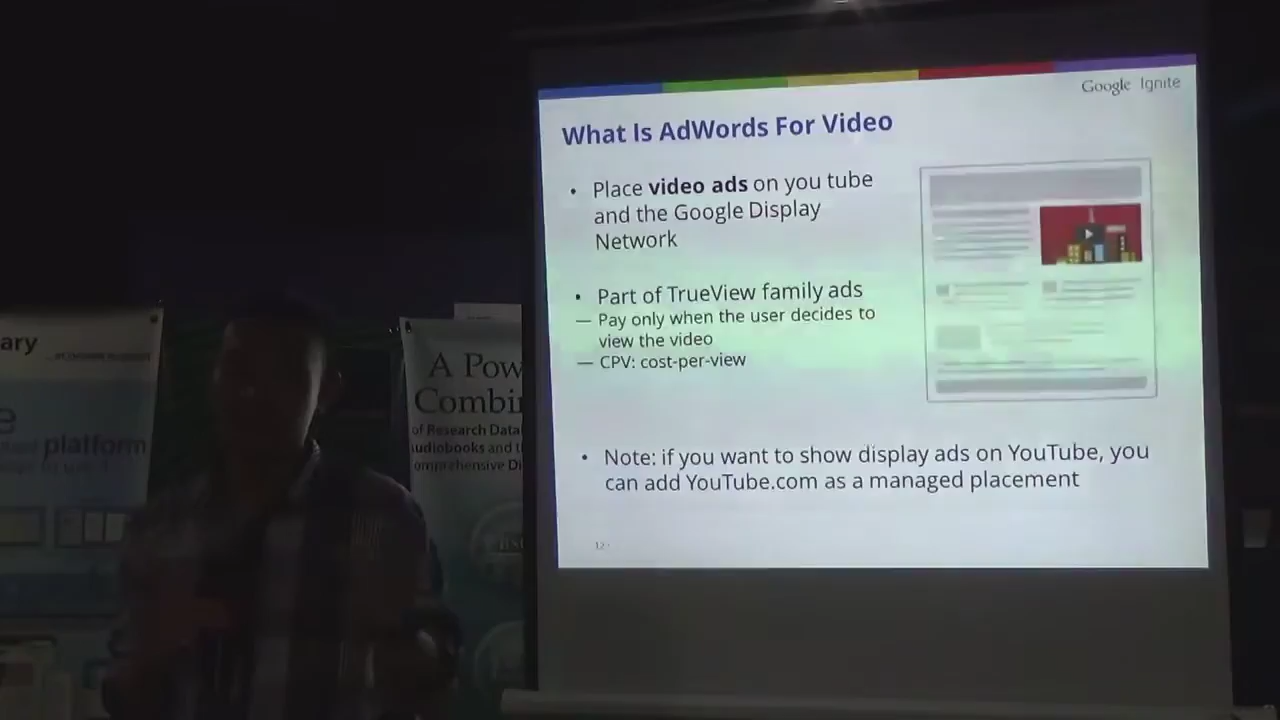 Google Ignite
What Is AdWords For Video
• Place video ads on you tube
and the Google Display
Network
• Part of TrueView family ads
— Pay only when the user decides to
view the video
— CPV: cost-per-view
• Note: if you want to show display ads on YouTube, you
can add YouTube.com as a managed placement
12
ary
e
platform
A Pow
Combi
of Research Data
udiobooks and t
omprehensive Di